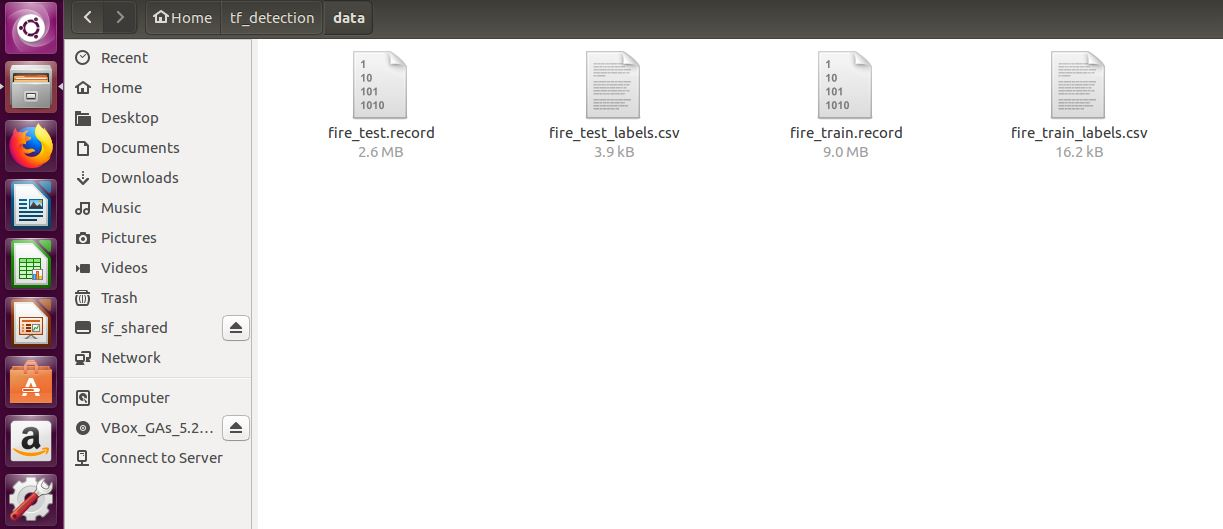 Home tf_detection data
Recent
Home
Desktop
Documents
Downloads
Music
Pictures
Videos
Trash
sf_shared
Network
Computer
VBox_GAs_5.2...
Connect to Server
1
10
101
1010
fire_test.record
2.6 MB
fire_test_labels.csv
3.9 kB
1
10
101
1010
fire_train.record
9.0 MB
fire_train_labels.csv
16.2 kB
A
a